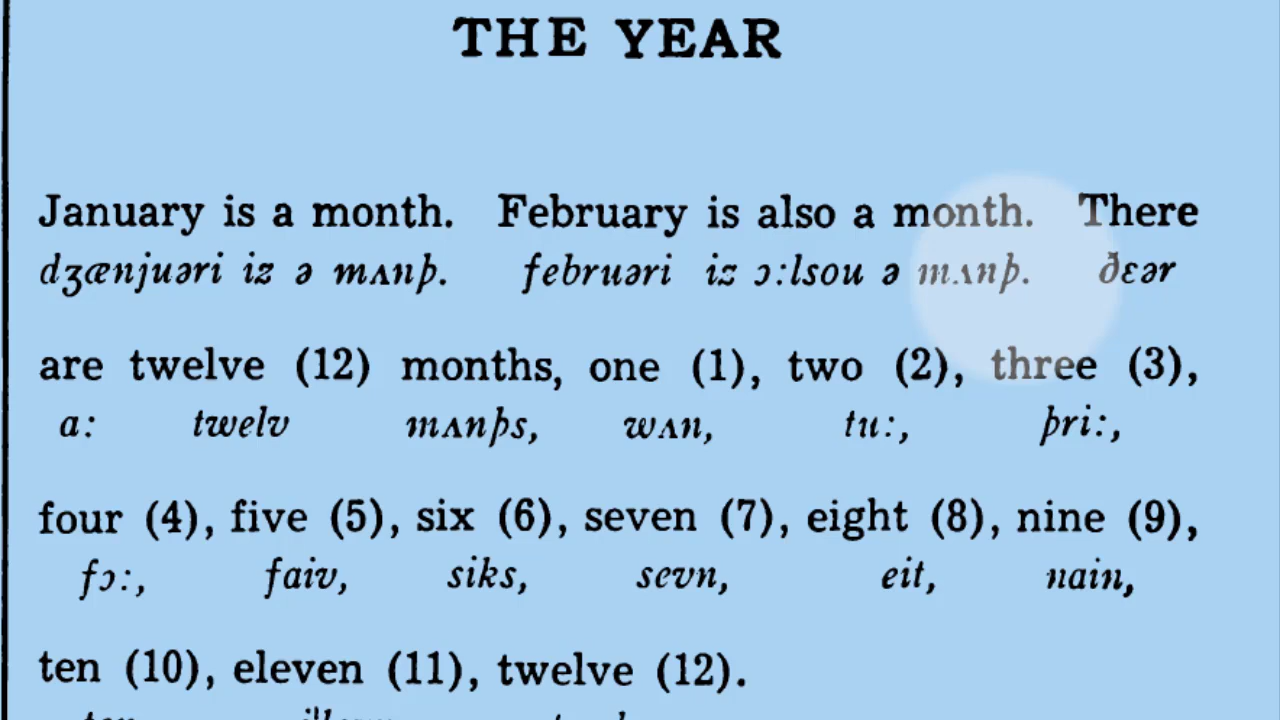 THE YEAR
January is a month. February is also a month. There
dʒænjuəri iz ə mʌnþ. februəri iz ɔ:lsou ə mʌnþ. ðɛər
are twelve (12) months, one (1), two (2), three (3),
a: twelv mʌnþs, wʌn, tu:, þri:,
four (4), five (5), six (6), seven (7), eight (8), nine (9),
fɔ:, faiv, siks, sevn, eit, nain,
ten (10), eleven (11), twelve (12).